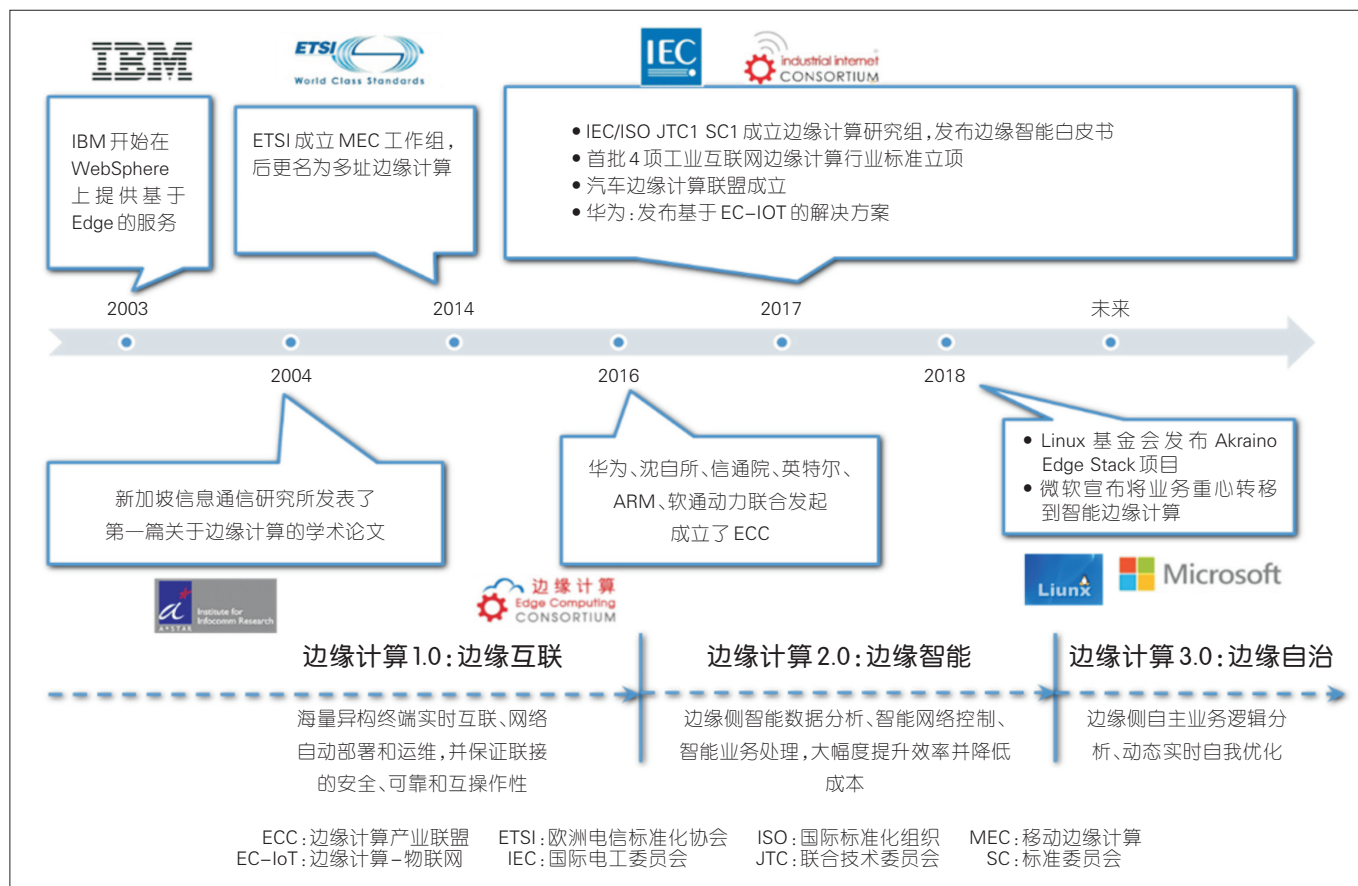 IBM
ETSI
World Class Standards
IEC
industrial internet
CONSORTIUM
IBM 开始在
WebSphere
上提供基于
Edge 的服务
ETSI 成立 MEC 工作组,
后更名为多址边缘计算
• IEC/ISO JTC1 SC1 成立边缘计算研究组,发布边缘智能白皮书
• 首批 4 项工业互联网边缘计算行业标准立项
• 汽车边缘计算联盟成立
• 华为:发布基于 EC-IOT 的解决方案
2003
2014
2017
未来
2004
2016
2018
新加坡信息通信研究所发表了
第一篇关于边缘计算的学术论文
华为、沈自所、信通院、英特尔、
ARM、软通动力联合发起
成立了 ECC
• Linux 基金会发布 Akraino
Edge Stack 项目
• 微软宣布将业务重心转移
到智能边缘计算
A★STAR
Institute for
Infocomm Research
边缘计算
Edge Computing
CONSORTIUM
Liunx
Microsoft
边缘计算1.0:边缘互联
边缘计算2.0:边缘智能
边缘计算3.0:边缘自治
海量异构终端实时互联、网络
自动部署和运维,并保证联接
的安全、可靠和互操作性
边缘侧智能数据分析、智能网络控制、
智能业务处理,大幅度提升效率并降低
成本
边缘侧自主业务逻辑分
析、动态实时自我优化
ECC:边缘计算产业联盟 ETSI:欧洲电信标准化协会 ISO:国际标准化组织 MEC:移动边缘计算
EC-IoT:边缘计算-物联网 IEC:国际电工委员会 JTC:联合技术委员会 SC:标准委员会